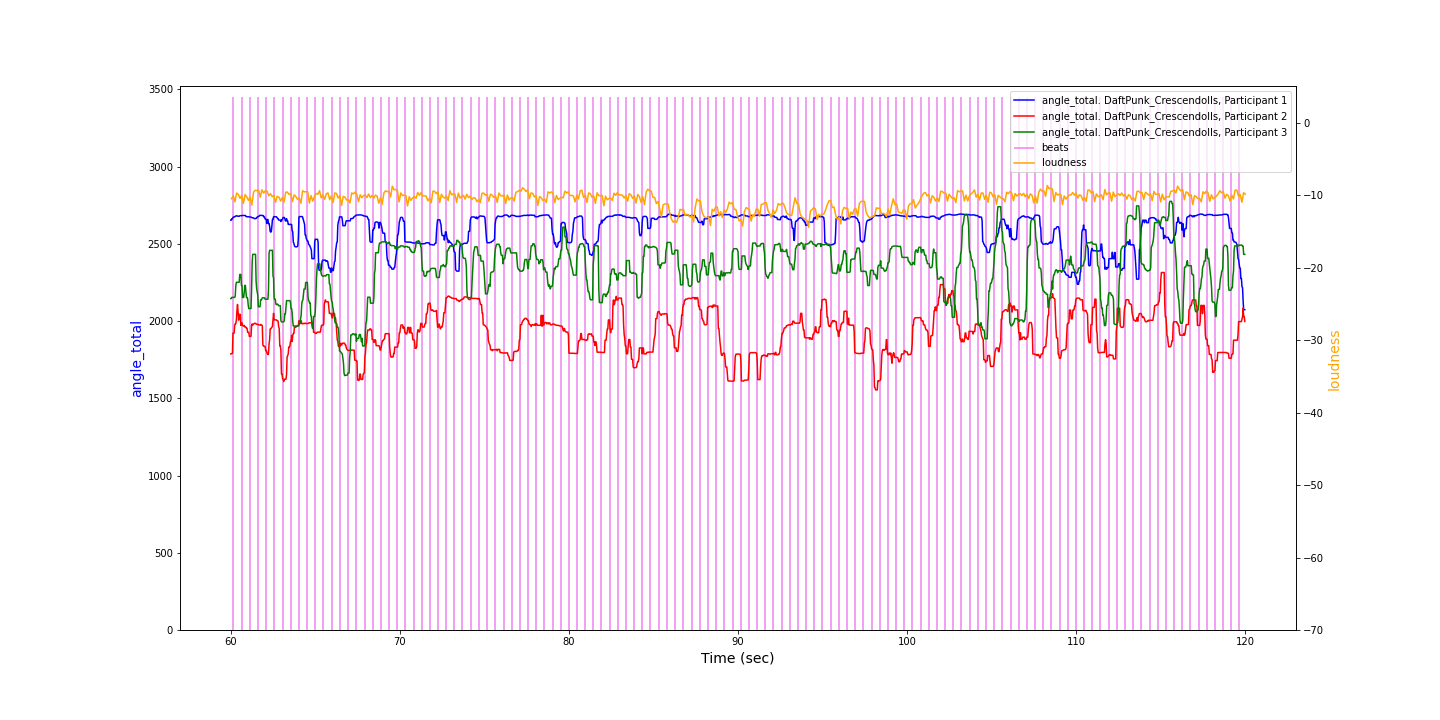 angle_total. DaftPunk_Crescendolls, Participant 1
angle_total. DaftPunk_Crescendolls, Participant 2
angle_total. DaftPunk_Crescendolls, Participant 3
beats
loudness
3500
3000
2500
2000
1500
1000
500
0
angle_total
0
−10
−20
−30
−40
−50
−60
−70
loudness
60
70
80
90
100
110
120
Time (sec)